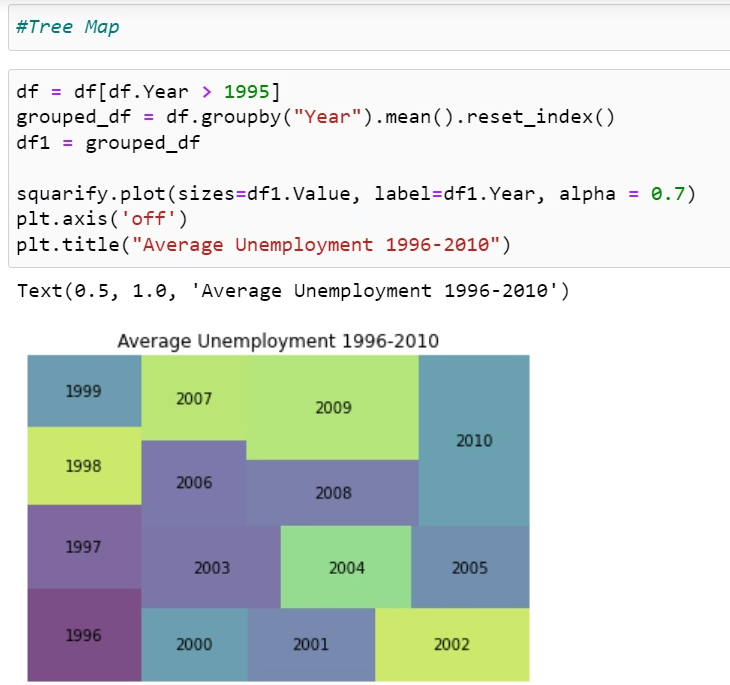 #Tree Map
df = df[df.Year > 1995]
grouped_df = df.groupby("Year").mean().reset_index()
df1 = grouped_df
squarify.plot(sizes=df1.Value, label=df1.Year, alpha = 0.7)
plt.axis('off')
plt.title("Average Unemployment 1996-2010")
Text(0.5, 1.0, 'Average Unemployment 1996-2010')
Average Unemployment 1996-2010
1999
2007
2009
2010
1998
2006
2008
1997
2003
2004
2005
1996
2000
2001
2002